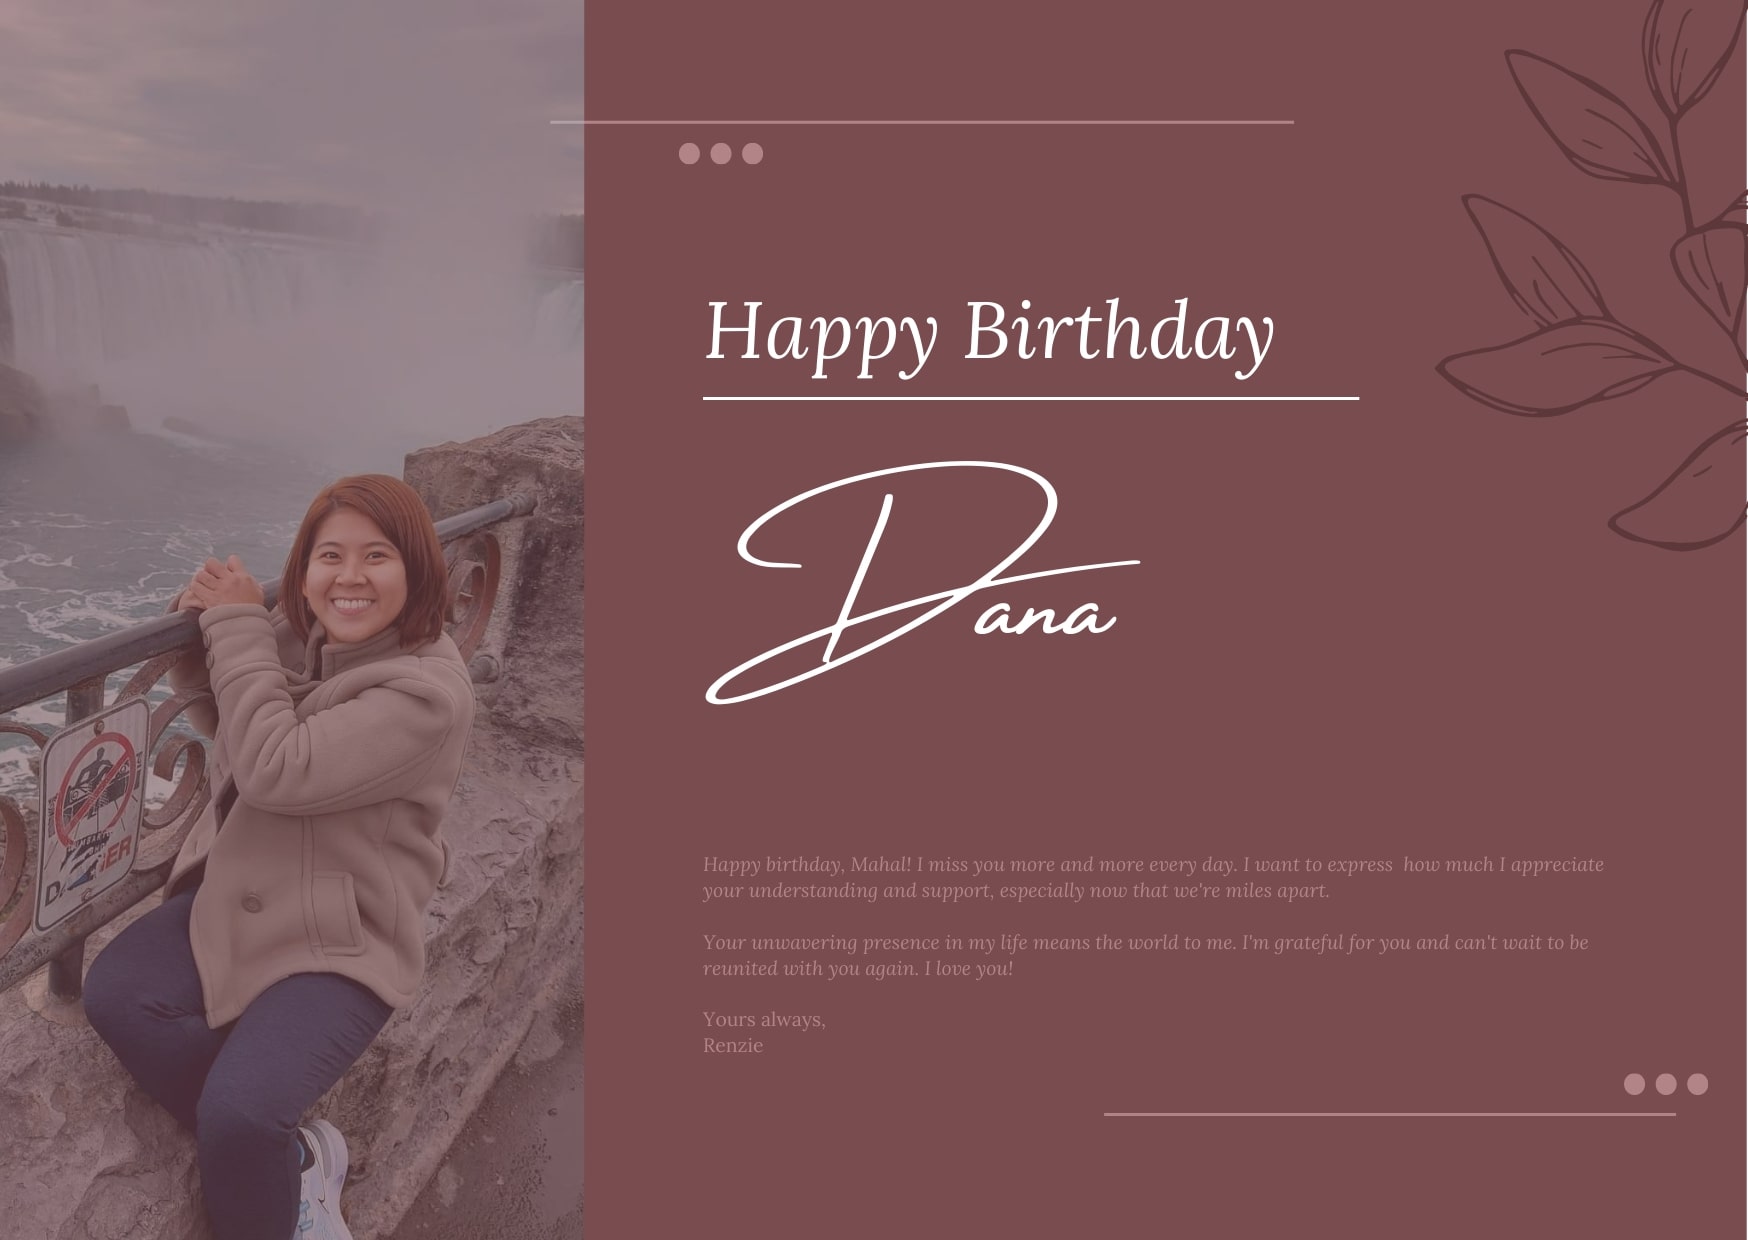 Happy Birthday
Dana
Happy birthday, Mahal! I miss you more and more every day. I want to express  how much I appreciate
your understanding and support, especially now that we're miles apart.
Your unwavering presence in my life means the world to me. I'm grateful for you and can't wait to be
reunited with you again. I love you!
Yours always,
Renzie